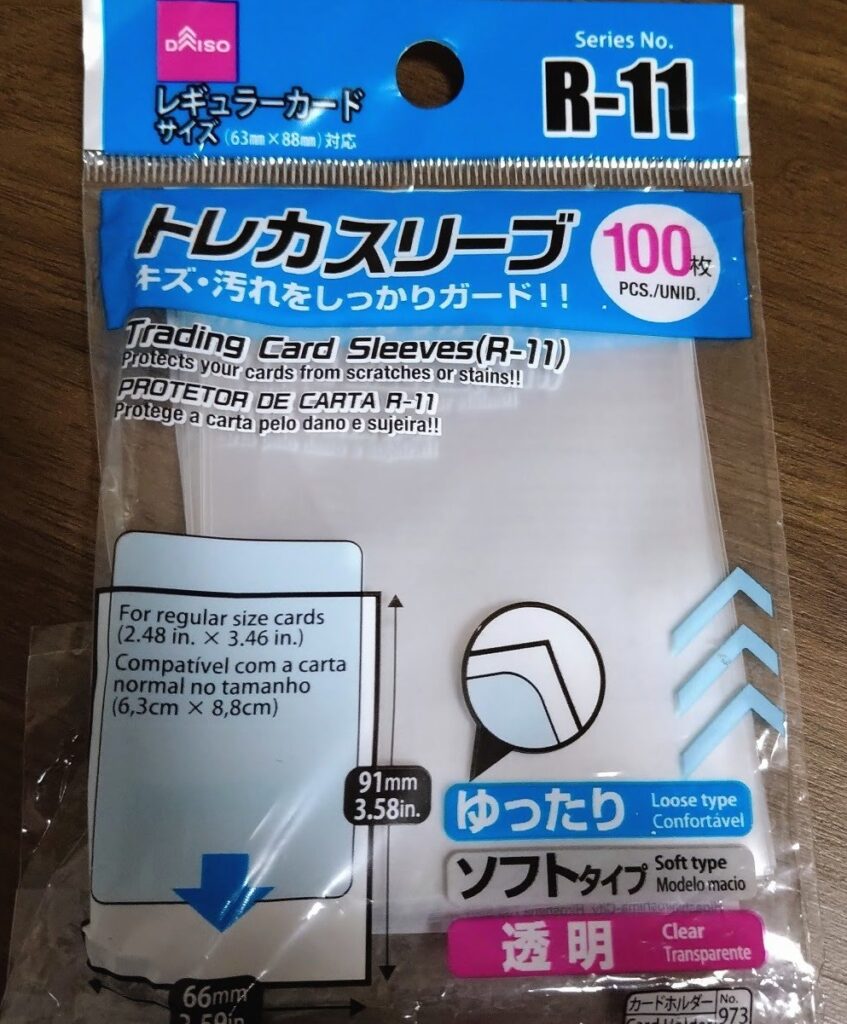 DAISO
Series No.
R-11
レギュラーカード
サイズ (63㎜×88㎜)対応
トレカスリーブ
100枚
PCS./UNID.
キズ・汚れをしっかりガード!!
Trading Card Sleeves(R-11)
Protects your cards from scratches or stains!!
PROTETOR DE CARTA R-11
Protege a carta pelo dano e sujeira!!
For regular size cards
(2.48 in. × 3.46 in.)
Compatível com a carta
normal no tamanho
(6,3cm × 8,8cm)
91mm
3.58in.
ゆったり
Loose type
Confortável
ソフトタイプ
Soft type
Modelo macio
透明
Clear
Transparente
66mm
2.59in.
カードホルダー
No.
973
Card Holder